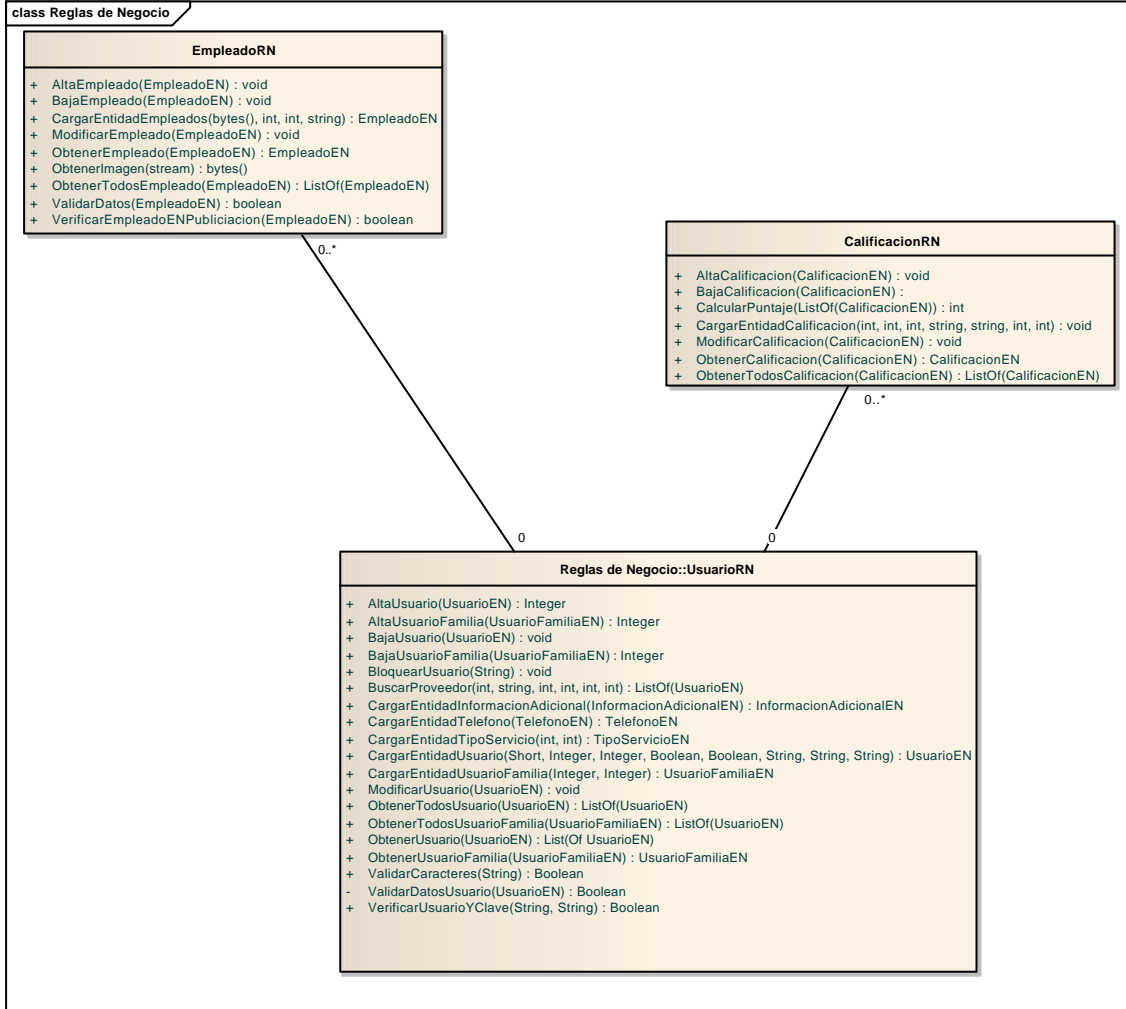 class Reglas de Negocio
EmpleadoRN
+ AltaEmpleado(EmpleadoEN) : void
+ BajaEmpleado(EmpleadoEN) : void
+ CargarEntidadEmpleados(bytes(), int, int, string) : EmpleadoEN
+ ModificarEmpleado(EmpleadoEN) : void
+ ObtenerEmpleado(EmpleadoEN) : EmpleadoEN
+ ObtenerImagen(stream) : bytes()
+ ObtenerTodosEmpleado(EmpleadoEN) : ListOf(EmpleadoEN)
+ ValidarDatos(EmpleadoEN) : boolean
+ VerificarEmpleadoENPubliciacion(EmpleadoEN) : boolean
0..*
CalificacionRN
+ AltaCalificacion(CalificacionEN) : void
+ BajaCalificacion(CalificacionEN) :
+ CalcularPuntaje(ListOf(CalificacionEN)) : int
+ CargarEntidadCalificacion(int, int, int, string, string, int, int) : void
+ ModificarCalificacion(CalificacionEN) : void
+ ObtenerCalificacion(CalificacionEN) : CalificacionEN
+ ObtenerTodosCalificacion(CalificacionEN) : ListOf(CalificacionEN)
0..*
0
0
Reglas de Negocio::UsuarioRN
+ AltaUsuario(UsuarioEN) : Integer
+ AltaUsuarioFamilia(UsuarioFamiliaEN) : Integer
+ BajaUsuario(UsuarioEN) : void
+ BajaUsuarioFamilia(UsuarioFamiliaEN) : Integer
+ BloquearUsuario(String) : void
+ BuscarProveedor(int, string, int, int, int, int) : ListOf(UsuarioEN)
+ CargarEntidadInformacionAdicional(InformacionAdicionalEN) : InformacionAdicionalEN
+ CargarEntidadTelefono(TelefonoEN) : TelefonoEN
+ CargarEntidadTipoServicio(int, int) : TipoServicioEN
+ CargarEntidadUsuario(Short, Integer, Integer, Boolean, Boolean, String, String, String) : UsuarioEN
+ CargarEntidadUsuarioFamilia(Integer, Integer) : UsuarioFamiliaEN
+ ModificarUsuario(UsuarioEN) : void
+ ObtenerTodosUsuario(UsuarioEN) : ListOf(UsuarioEN)
+ ObtenerTodosUsuarioFamilia(UsuarioFamiliaEN) : ListOf(UsuarioEN)
+ ObtenerUsuario(UsuarioEN) : List(Of UsuarioEN)
+ ObtenerUsuarioFamilia(UsuarioFamiliaEN) : UsuarioFamiliaEN
+ ValidarCaracteres(String) : Boolean
- ValidarDatosUsuario(UsuarioEN) : Boolean
+ VerificarUsuarioYClave(String, String) : Boolean